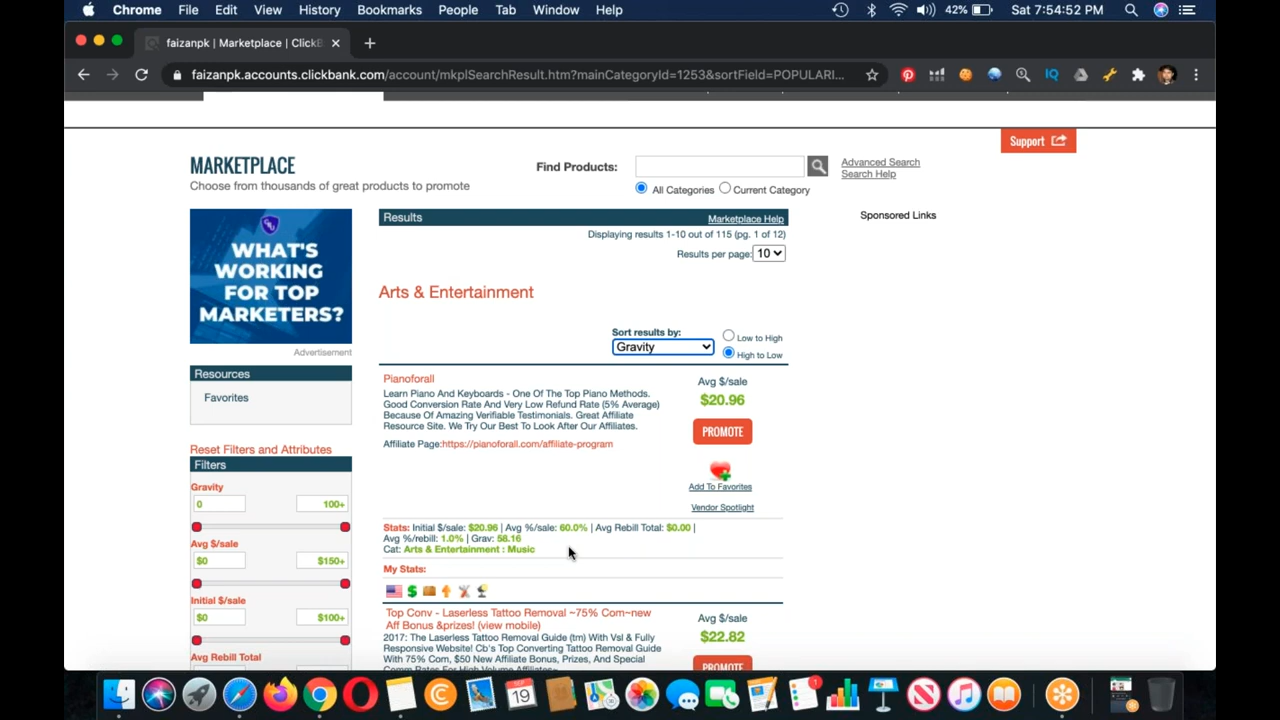 Chrome File Edit View History Bookmarks People Tab Window Help 42% Sat 7:54:52 PM
faizanpk | Marketplace | ClickB
faizanpk.accounts.clickbank.com/account/mkplSearchResult.htm?mainCategoryId=1253&sortField=POPULARI...
IQ
Support
MARKETPLACE
Choose from thousands of great products to promote
Find Products:
Advanced Search
Search Help
All Categories Current Category
WHAT'S
WORKING
FOR TOP
MARKETERS?
Advertisement
Results Marketplace Help
Displaying results 1-10 out of 115 (pg. 1 of 12)
Results per page: 10
Sponsored Links
Arts & Entertainment
Sort results by:
Gravity
Low to High
High to Low
Resources
Favorites
Reset Filters and Attributes
Filters
Gravity
0 100+
Avg $/sale
$0 $150+
Initial $/sale
$0 $100+
Avg Rebill Total
Pianoforall
Learn Piano And Keyboards - One Of The Top Piano Methods.
Good Conversion Rate And Very Low Refund Rate (5% Average)
Because Of Amazing Verifiable Testimonials. Great Affiliate
Resource Site. We Try Our Best To Look After Our Affiliates.
Affiliate Page:https://pianoforall.com/affiliate-program
Avg $/sale
$20.96
PROMOTE
Add To Favorites
Vendor Spotlight
Stats: Initial $/sale: $20.96 | Avg %/sale: 60.0% | Avg Rebill Total: $0.00 |
Avg %/rebill: 1.0% | Grav: 58.16
Cat: Arts & Entertainment : Music
My Stats:
Top Conv - Laserless Tattoo Removal ~75% Com~new
Aff Bonus &prizes! (view mobile)
2017: The Laserless Tattoo Removal Guide (tm) With Vsl & Fully
Responsive Website! Cb's Top Converting Tattoo Removal Guide
With 75% Com, $50 New Affiliate Bonus, Prizes, And Special
Comm Rates For High Volume Affiliates~
Avg $/sale
$22.82
PROMOTE
19
1